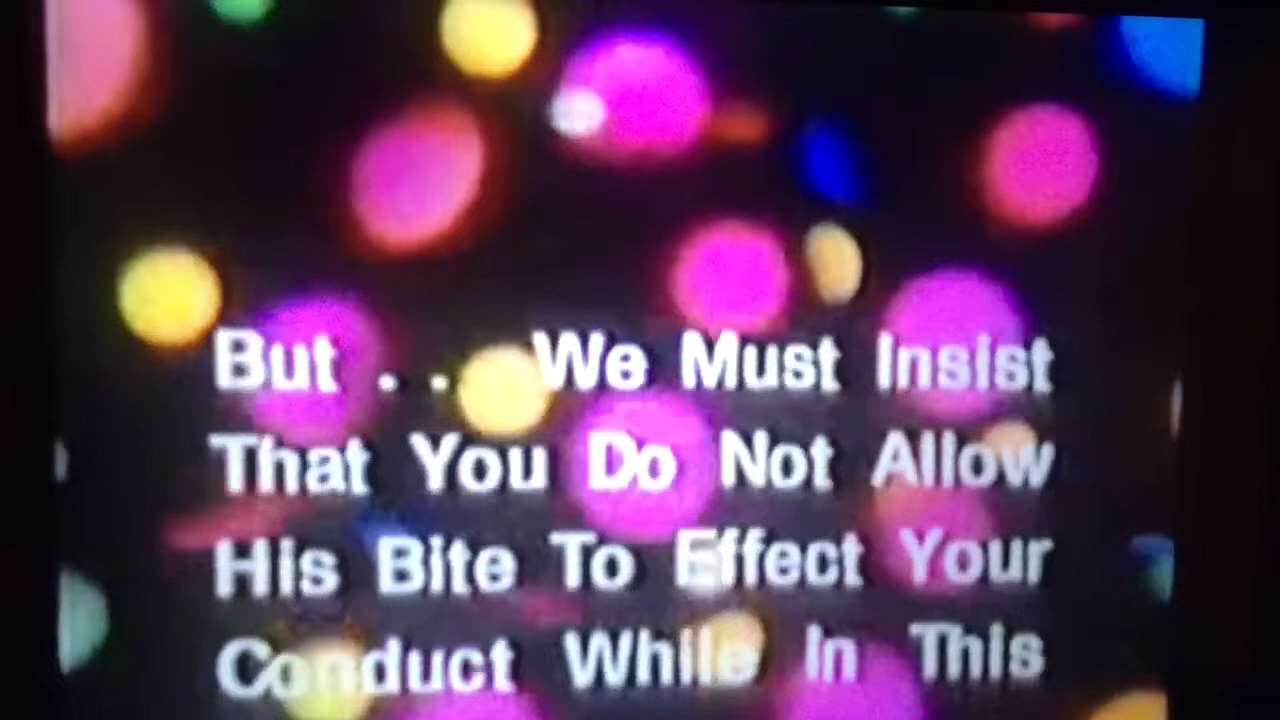 But . . We Must Insist
That You Do Not Allow
His Bite To Effect Your
Conduct While In This